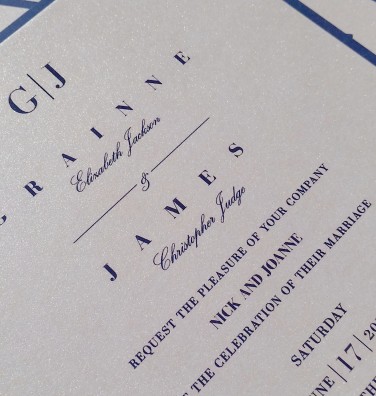 G|J
GRAINNE
Elizabeth Jackson
&
JAMES
Christopher Judge
REQUEST THE PLEASURE OF YOUR COMPANY
NICK AND JOANNE
THE CELEBRATION OF THEIR MARRIAGE
SATURDAY
|17|